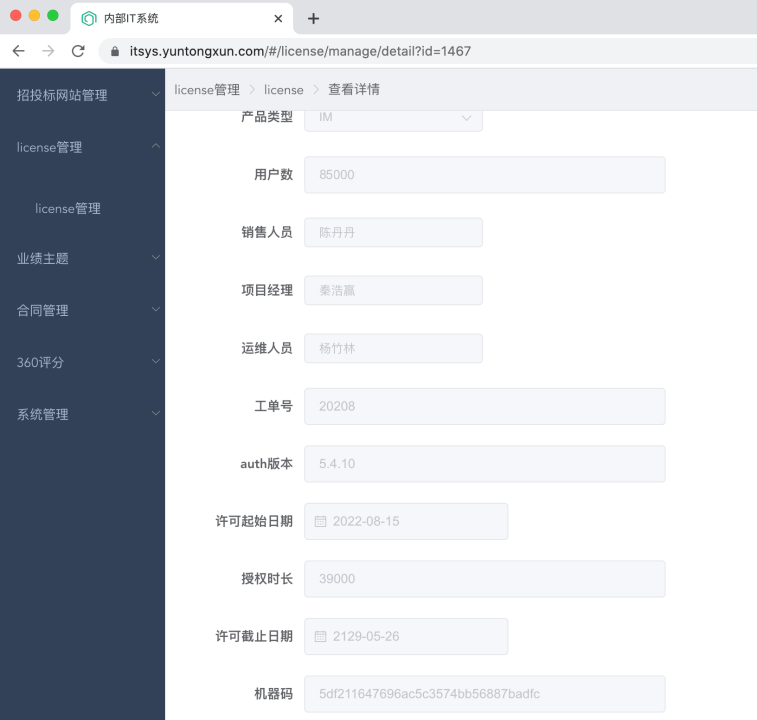 内部IT系统
itsys.yuntongxun.com/#/license/manage/detail?id=1467
招投标网站管理
license管理
license管理
业绩主题
合同管理
360评分
系统管理
license管理 license 查看详情
产品类型 IM
用户数 85000
销售人员 陈丹丹
项目经理 秦浩赢
运维人员 杨竹林
工单号 20208
auth版本 5.4.10
许可起始日期 2022-08-15
授权时长 39000
许可截止日期 2129-05-26
机器码 5df211647696ac5c3574bb56887badfc